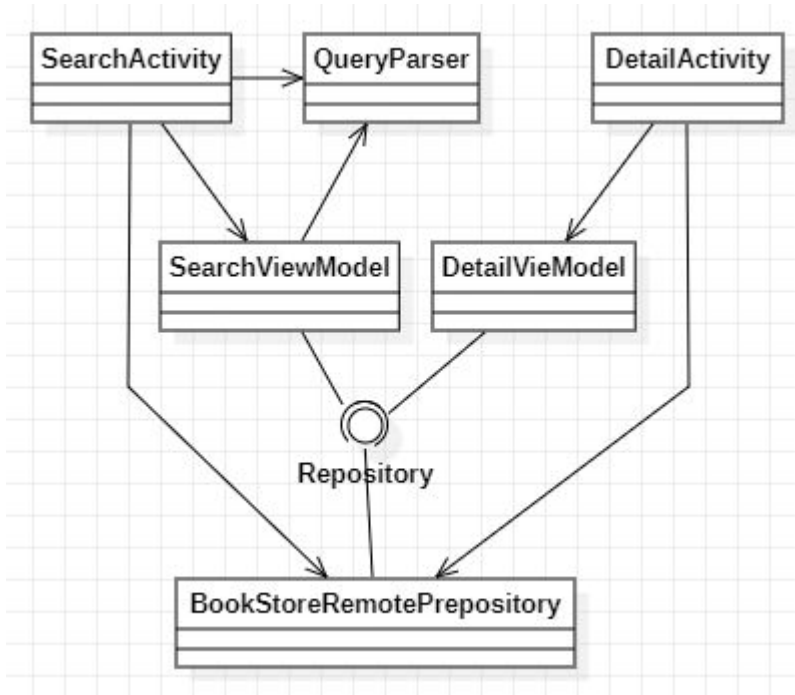 SearchActivity
QueryParser
DetailActivity
SearchViewModel
DetailVieModel
Repository
BookStoreRemotePrepository